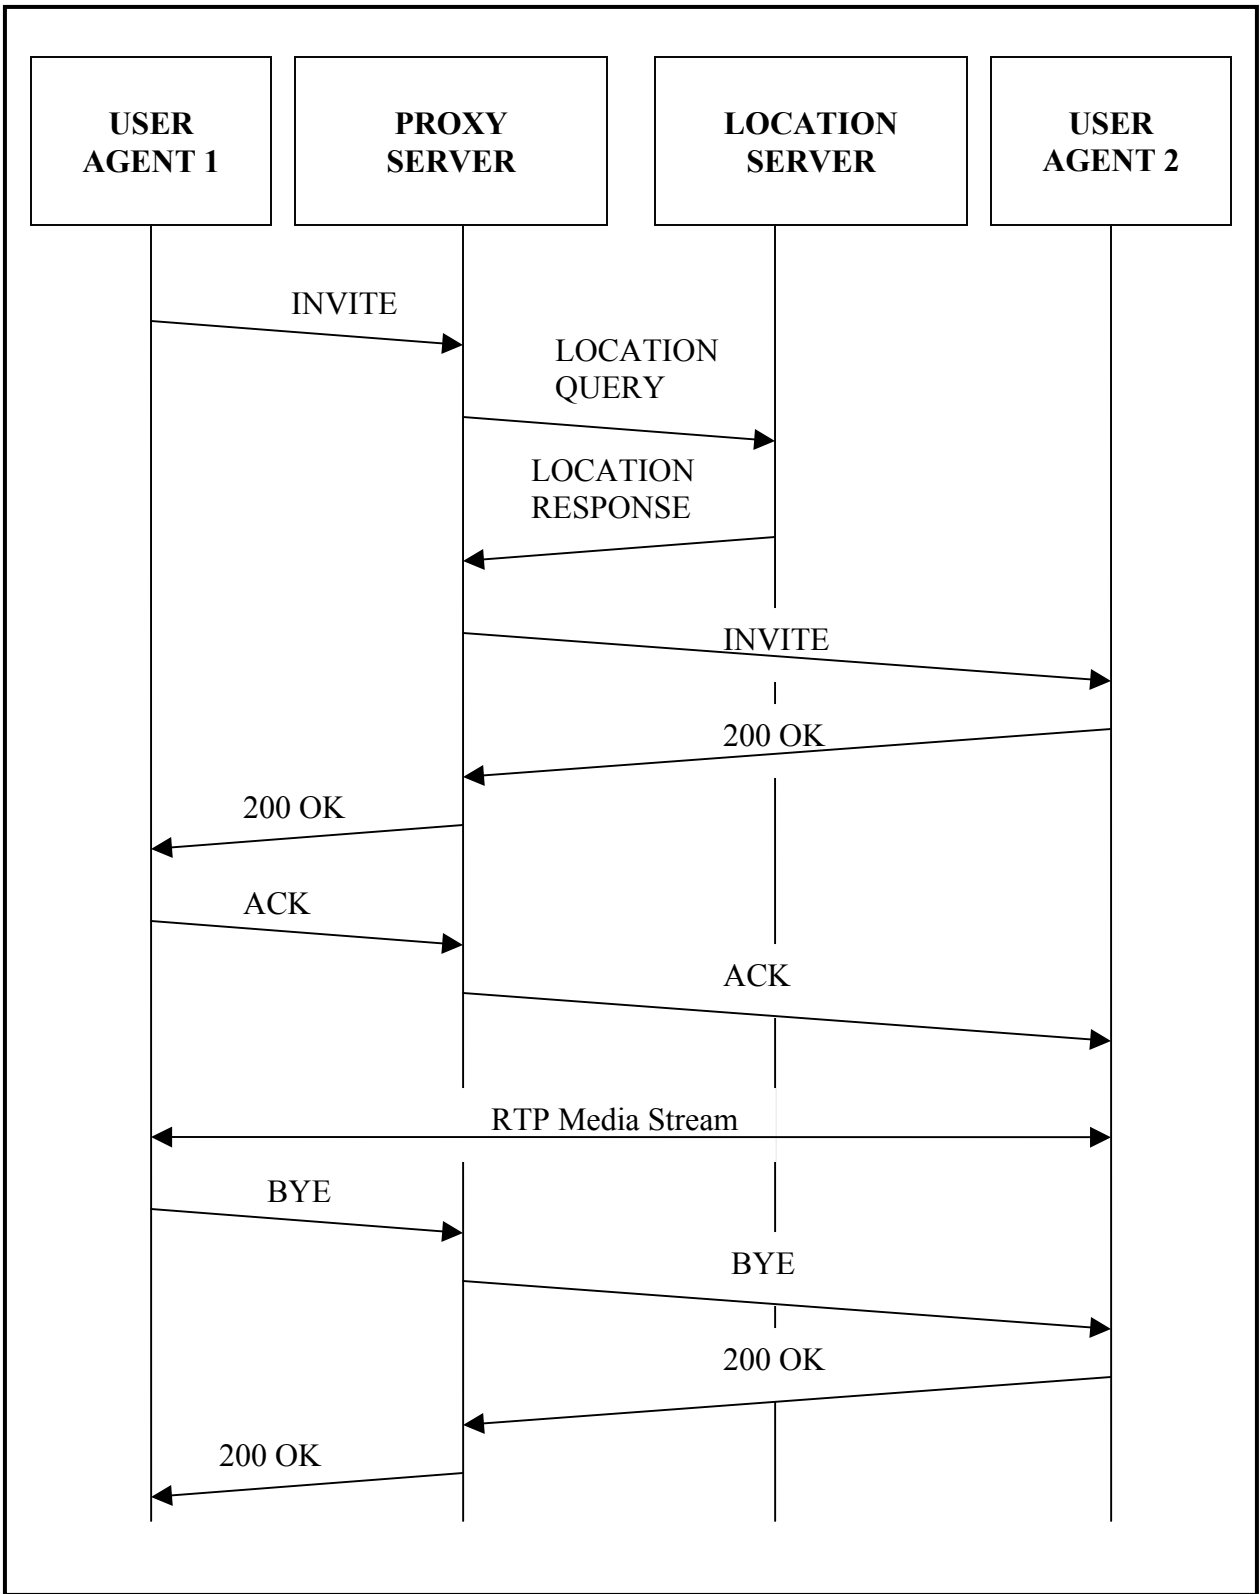 USER
AGENT 1
PROXY
SERVER
LOCATION
SERVER
USER
AGENT 2
INVITE
LOCATION
QUERY
LOCATION
RESPONSE
INVITE
200 OK
200 OK
ACK
ACK
RTP Media Stream
BYE
BYE
200 OK
200 OK